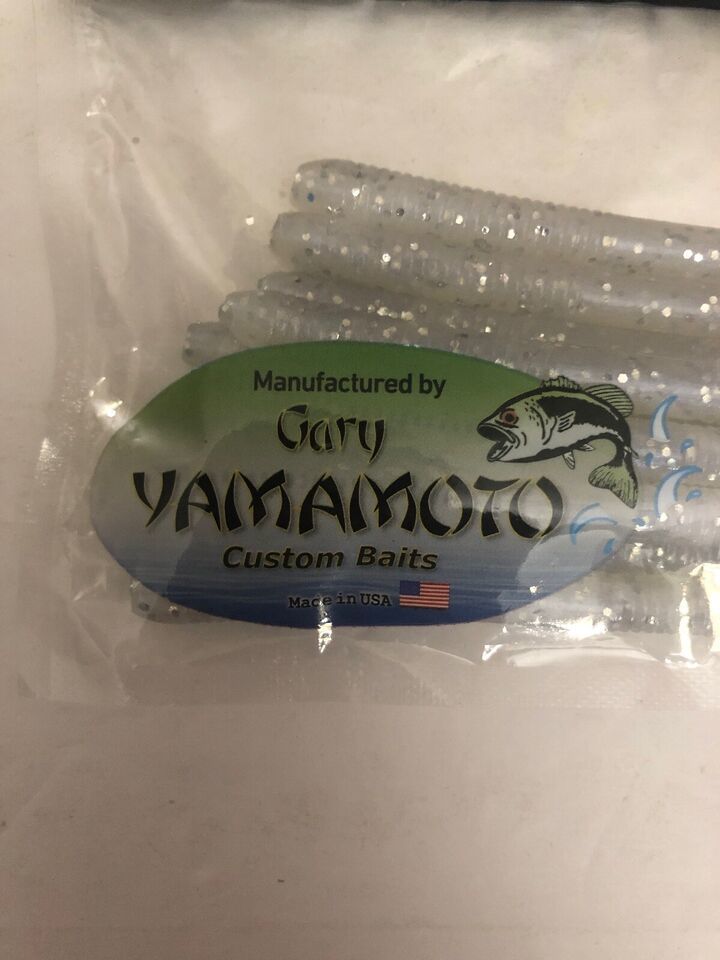 Manufactured by
Gary
YAMAMOTO
Custom Baits
Made in USA